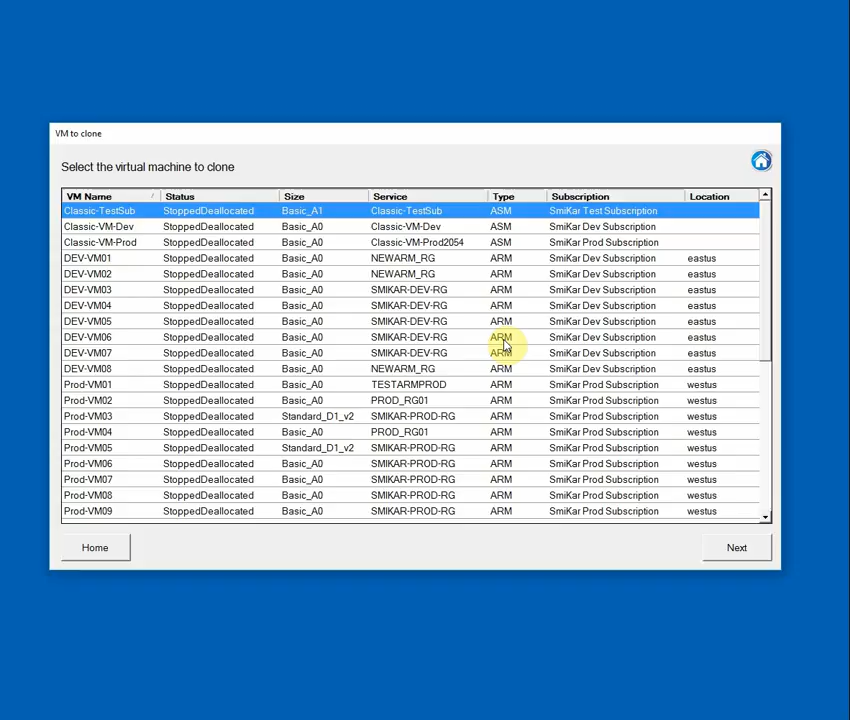 VM to clone
Select the virtual machine to clone
VM Name / Status Size Service Type Subscription Location
Classic-TestSub StoppedDeallocated Basic_A1 Classic-TestSub ASM SmiKar Test Subscription
Classic-VM-Dev StoppedDeallocated Basic_A0 Classic-VM-Dev ASM SmiKar Dev Subscription
Classic-VM-Prod StoppedDeallocated Basic_A0 Classic-VM-Prod2054 ASM SmiKar Prod Subscription
DEV-VM01 StoppedDeallocated Basic_A0 NEWARM_RG ARM SmiKar Dev Subscription eastus
DEV-VM02 StoppedDeallocated Basic_A0 NEWARM_RG ARM SmiKar Dev Subscription eastus
DEV-VM03 StoppedDeallocated Basic_A0 SMIKAR-DEV-RG ARM SmiKar Dev Subscription eastus
DEV-VM04 StoppedDeallocated Basic_A0 SMIKAR-DEV-RG ARM SmiKar Dev Subscription eastus
DEV-VM05 StoppedDeallocated Basic_A0 SMIKAR-DEV-RG ARM SmiKar Dev Subscription eastus
DEV-VM06 StoppedDeallocated Basic_A0 SMIKAR-DEV-RG ARM SmiKar Dev Subscription eastus
DEV-VM07 StoppedDeallocated Basic_A0 SMIKAR-DEV-RG ARM SmiKar Dev Subscription eastus
DEV-VM08 StoppedDeallocated Basic_A0 NEWARM_RG ARM SmiKar Dev Subscription eastus
Prod-VM01 StoppedDeallocated Basic_A0 TESTARMPROD ARM SmiKar Prod Subscription westus
Prod-VM02 StoppedDeallocated Basic_A0 PROD_RG01 ARM SmiKar Prod Subscription westus
Prod-VM03 StoppedDeallocated Standard_D1_v2 SMIKAR-PROD-RG ARM SmiKar Prod Subscription westus
Prod-VM04 StoppedDeallocated Basic_A0 PROD_RG01 ARM SmiKar Prod Subscription westus
Prod-VM05 StoppedDeallocated Standard_D1_v2 SMIKAR-PROD-RG ARM SmiKar Prod Subscription westus
Prod-VM06 StoppedDeallocated Basic_A0 SMIKAR-PROD-RG ARM SmiKar Prod Subscription westus
Prod-VM07 StoppedDeallocated Basic_A0 SMIKAR-PROD-RG ARM SmiKar Prod Subscription westus
Prod-VM08 StoppedDeallocated Basic_A0 SMIKAR-PROD-RG ARM SmiKar Prod Subscription westus
Prod-VM09 StoppedDeallocated Basic_A0 SMIKAR-PROD-RG ARM SmiKar Prod Subscription westus
Home Next